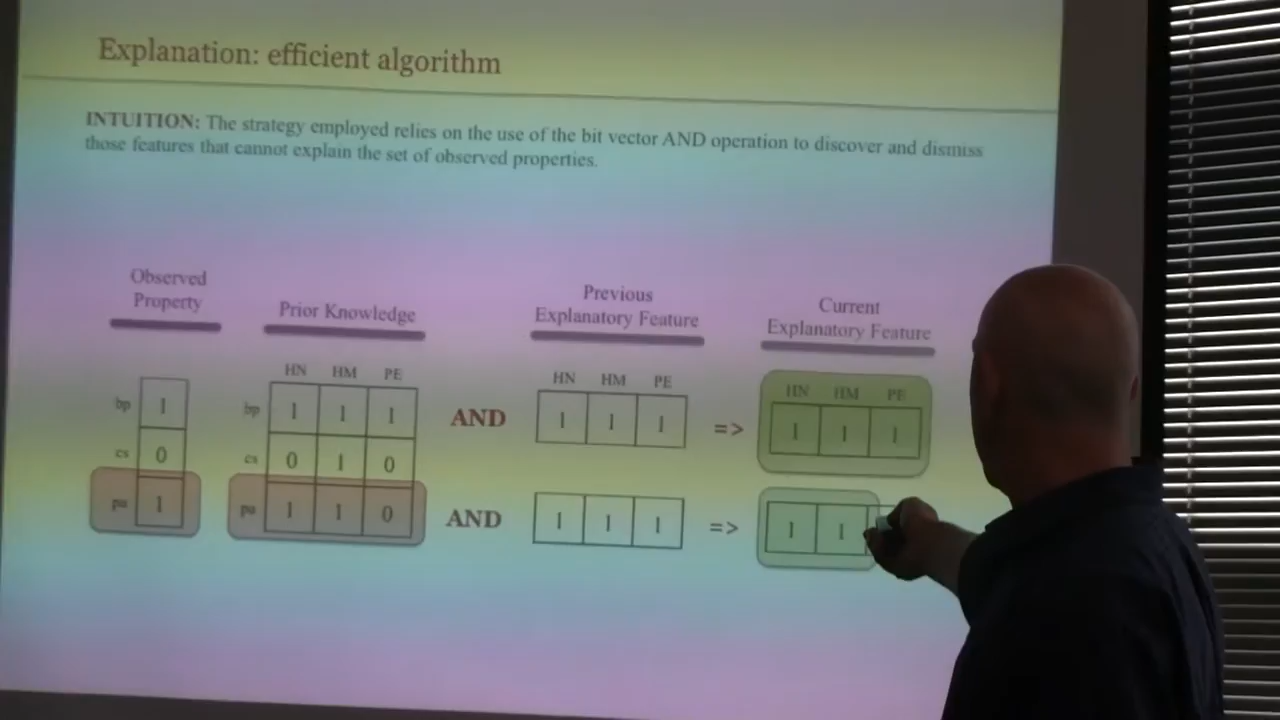 Explanation: efficient algorithm
INTUITION: The strategy employed relies on the use of the bit vector AND operation to discover and dismiss
those features that cannot explain the set of observed properties.
Observed
Property
Prior Knowledge
Previous
Explanatory Feature
Current
Explanatory Feature
HN HM PE
HN HM PE
HN HM PE
bp 1
bp 1 1 1 AND 1 1 1 => 1 1 1
cs 0
cs 0 1 0
pa 1
pa 1 1 0 AND 1 1 1 => 1 1